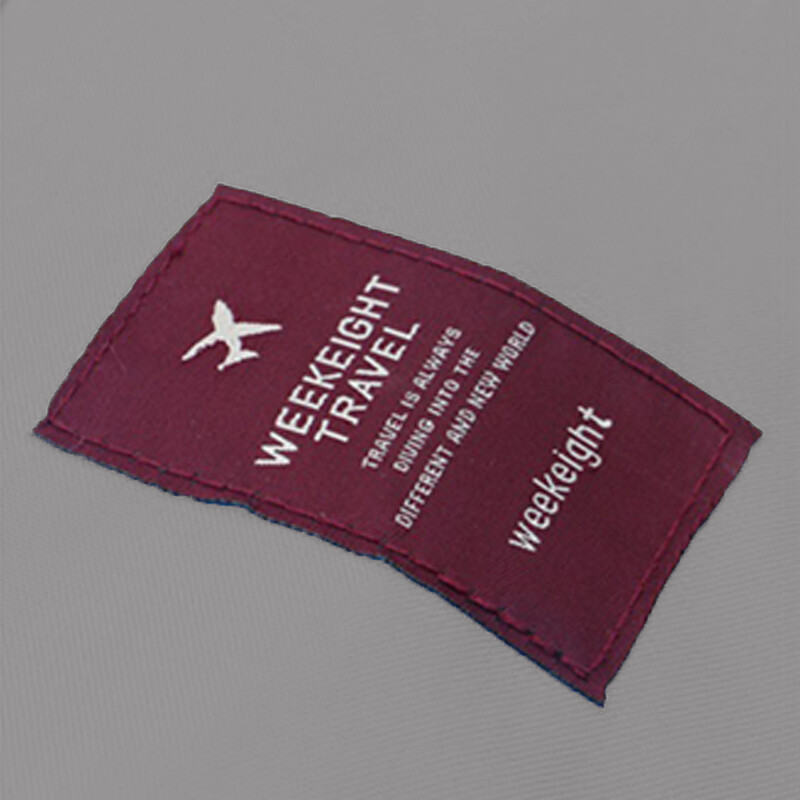 WEEKEIGHT
TRAVEL
TRAVEL IS ALWAYS
DIVING INTO THE
DIFFERENT AND NEW WORLD
weekeight